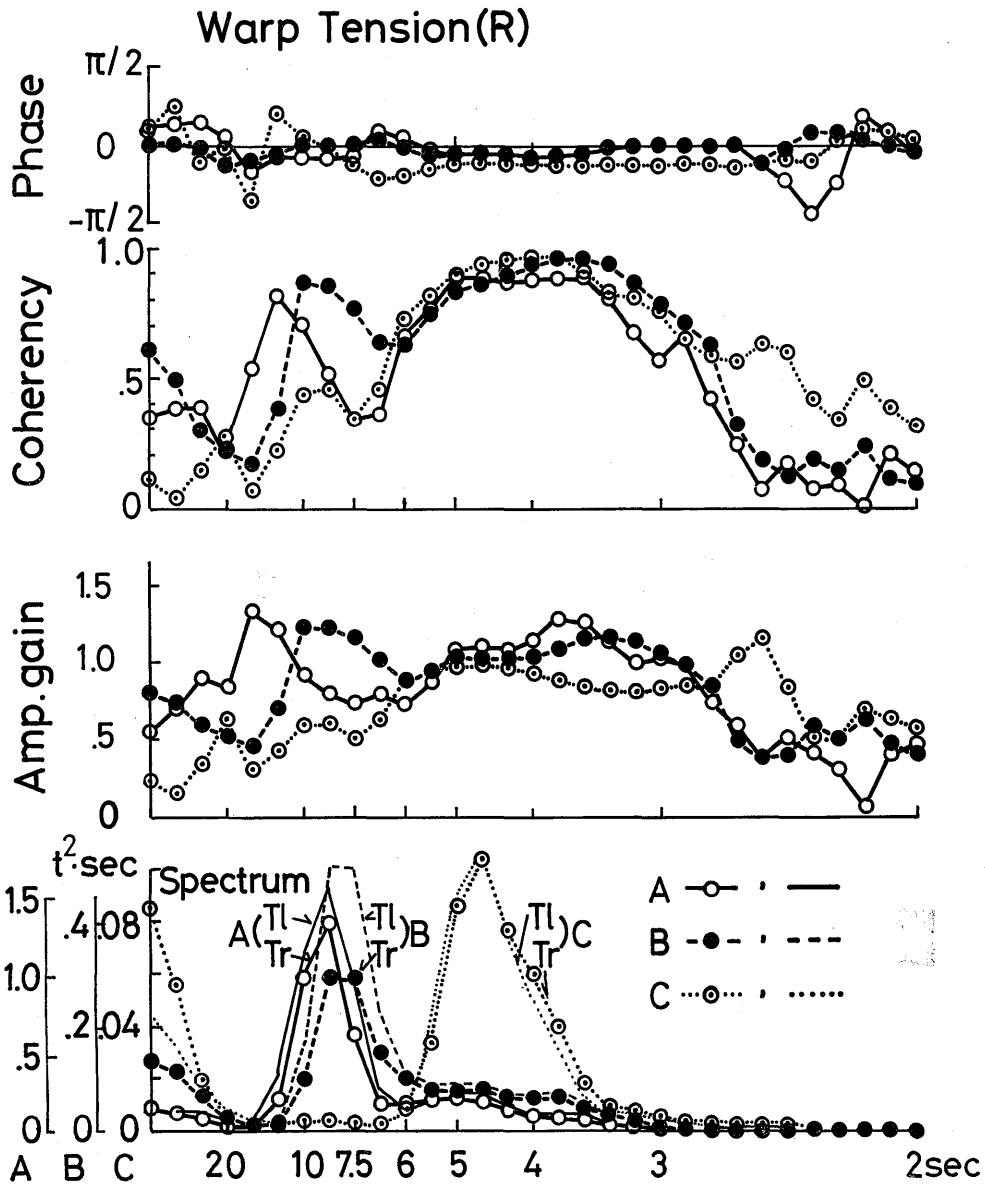 Warp Tension(R)
Phase
π/2
0
-π/2
Coherency
1.0
.5
0
Amp. gain
1.5
1.0
.5
0
t²·sec
Spectrum
1.5 .4 .08
1.0
.2 .04
.5
0 0 0
A(Tl Tr
Tl Tr)B
Tl Tr)C
A
B
C
A B C 20 10 7.5 6 5 4 3 2sec